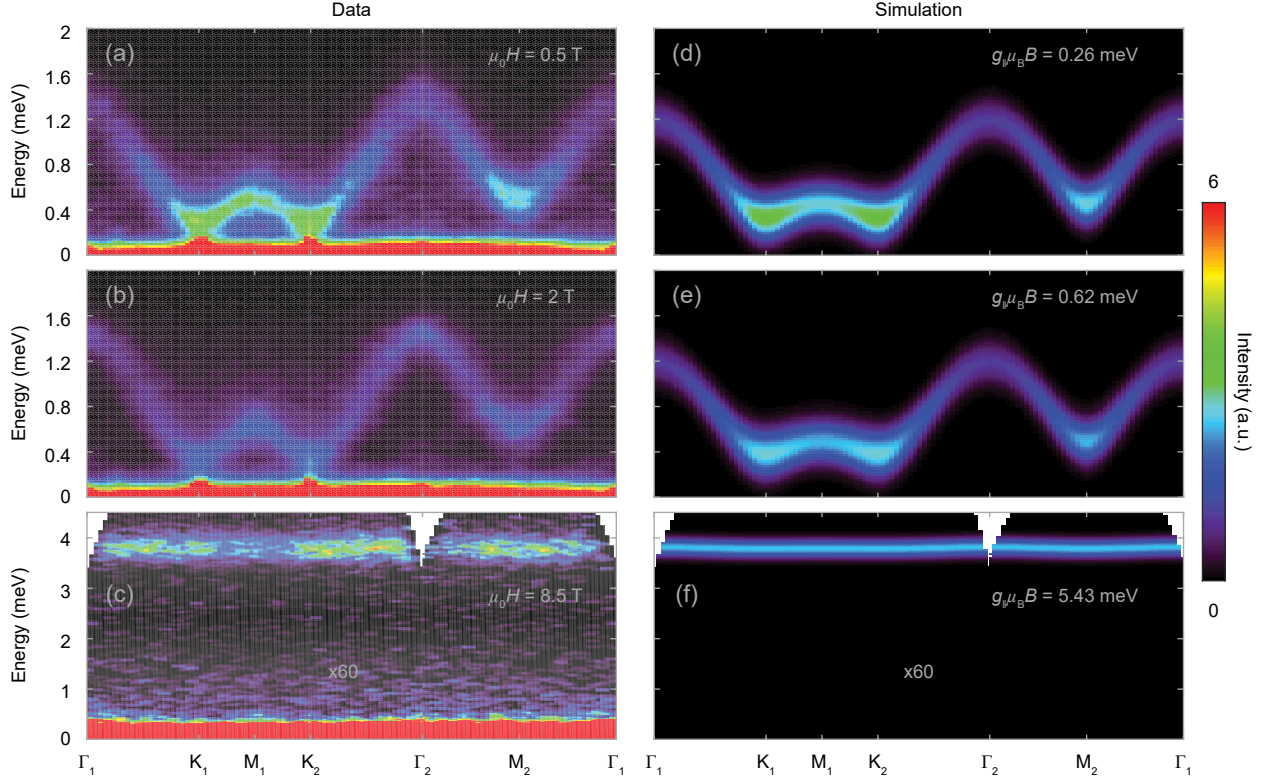 Data
Simulation
(a)
μ₀H = 0.5 T
(d)
g∥μ_B B = 0.26 meV
2
1.6
1.2
0.8
0.4
0
Energy (meV)
(b)
μ₀H = 2 T
(e)
g∥μ_B B = 0.62 meV
1.6
1.2
0.8
0.4
0
Energy (meV)
(c)
μ₀H = 8.5 T
x60
(f)
g∥μ_B B = 5.43 meV
x60
4
3
2
1
0
Energy (meV)
6
Intensity (a.u.)
0
Γ₁ K₁ M₁ K₂ Γ₂ M₂ Γ₁
Γ₁ K₁ M₁ K₂ Γ₂ M₂ Γ₁